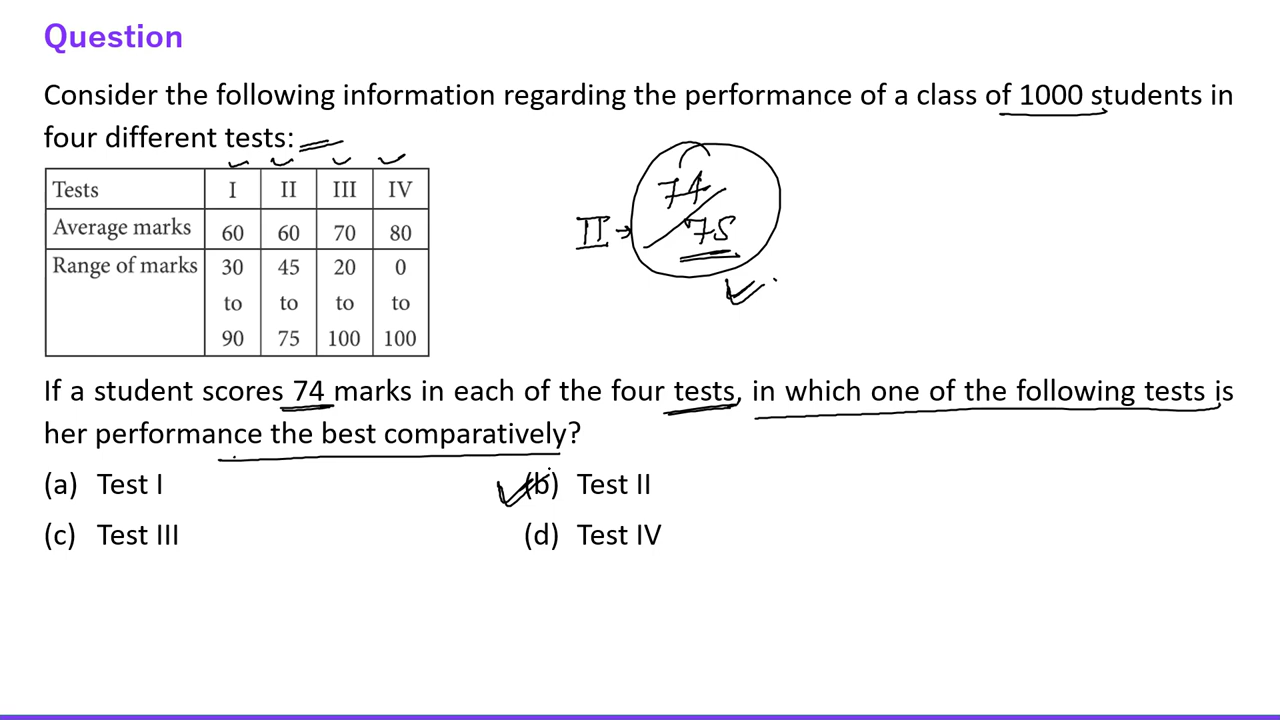 Question
Consider the following information regarding the performance of a class of 1000 students in
four different tests:
Tests I II III IV
Average marks 60 60 70 80
Range of marks 30 45 20 0
to to to to
90 75 100 100
II → 74
75
If a student scores 74 marks in each of the four tests, in which one of the following tests is
her performance the best comparatively?
(a) Test I (b) Test II
(c) Test III (d) Test IV